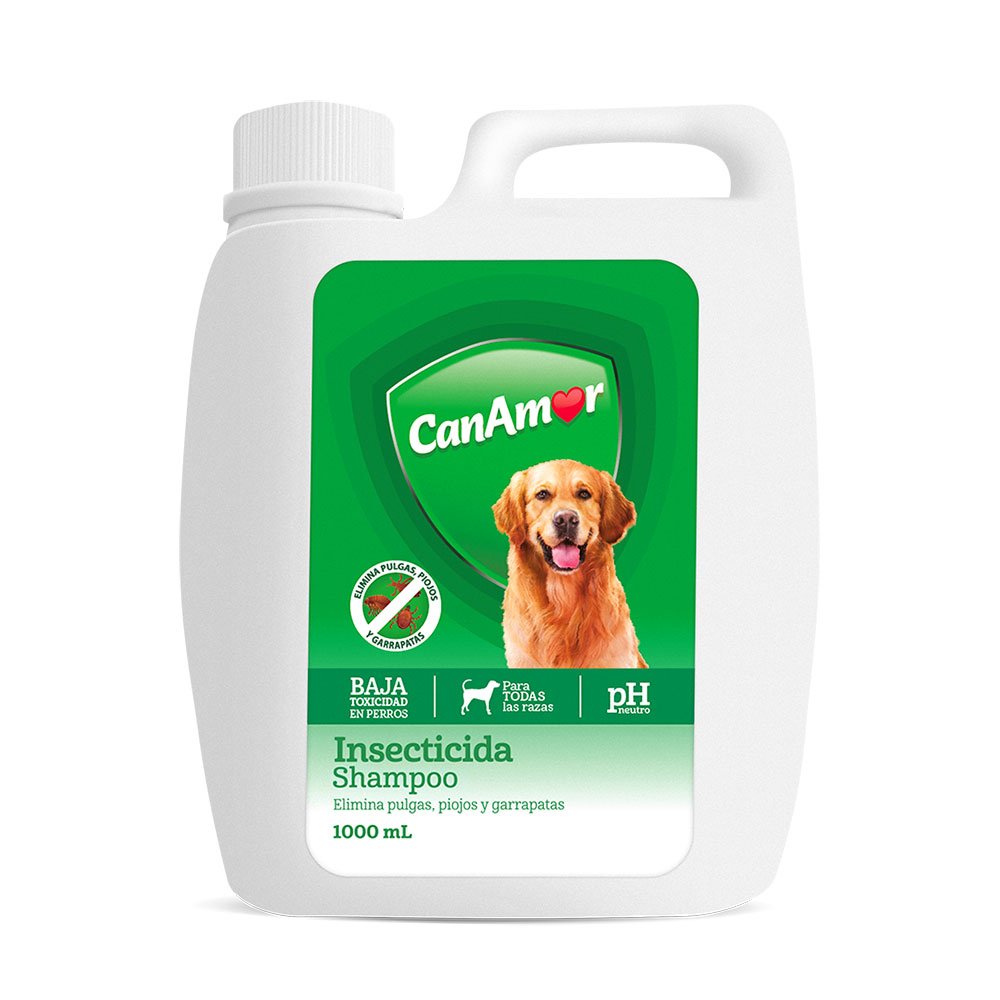 CanAmor
ELIMINA PULGAS, PIOJOS
Y GARRAPATAS
BAJA
TOXICIDAD
EN PERROS
Para
TODAS
las razas
pH
neutro
Insecticida
Shampoo
Elimina pulgas, piojos y garrapatas
1000 mL